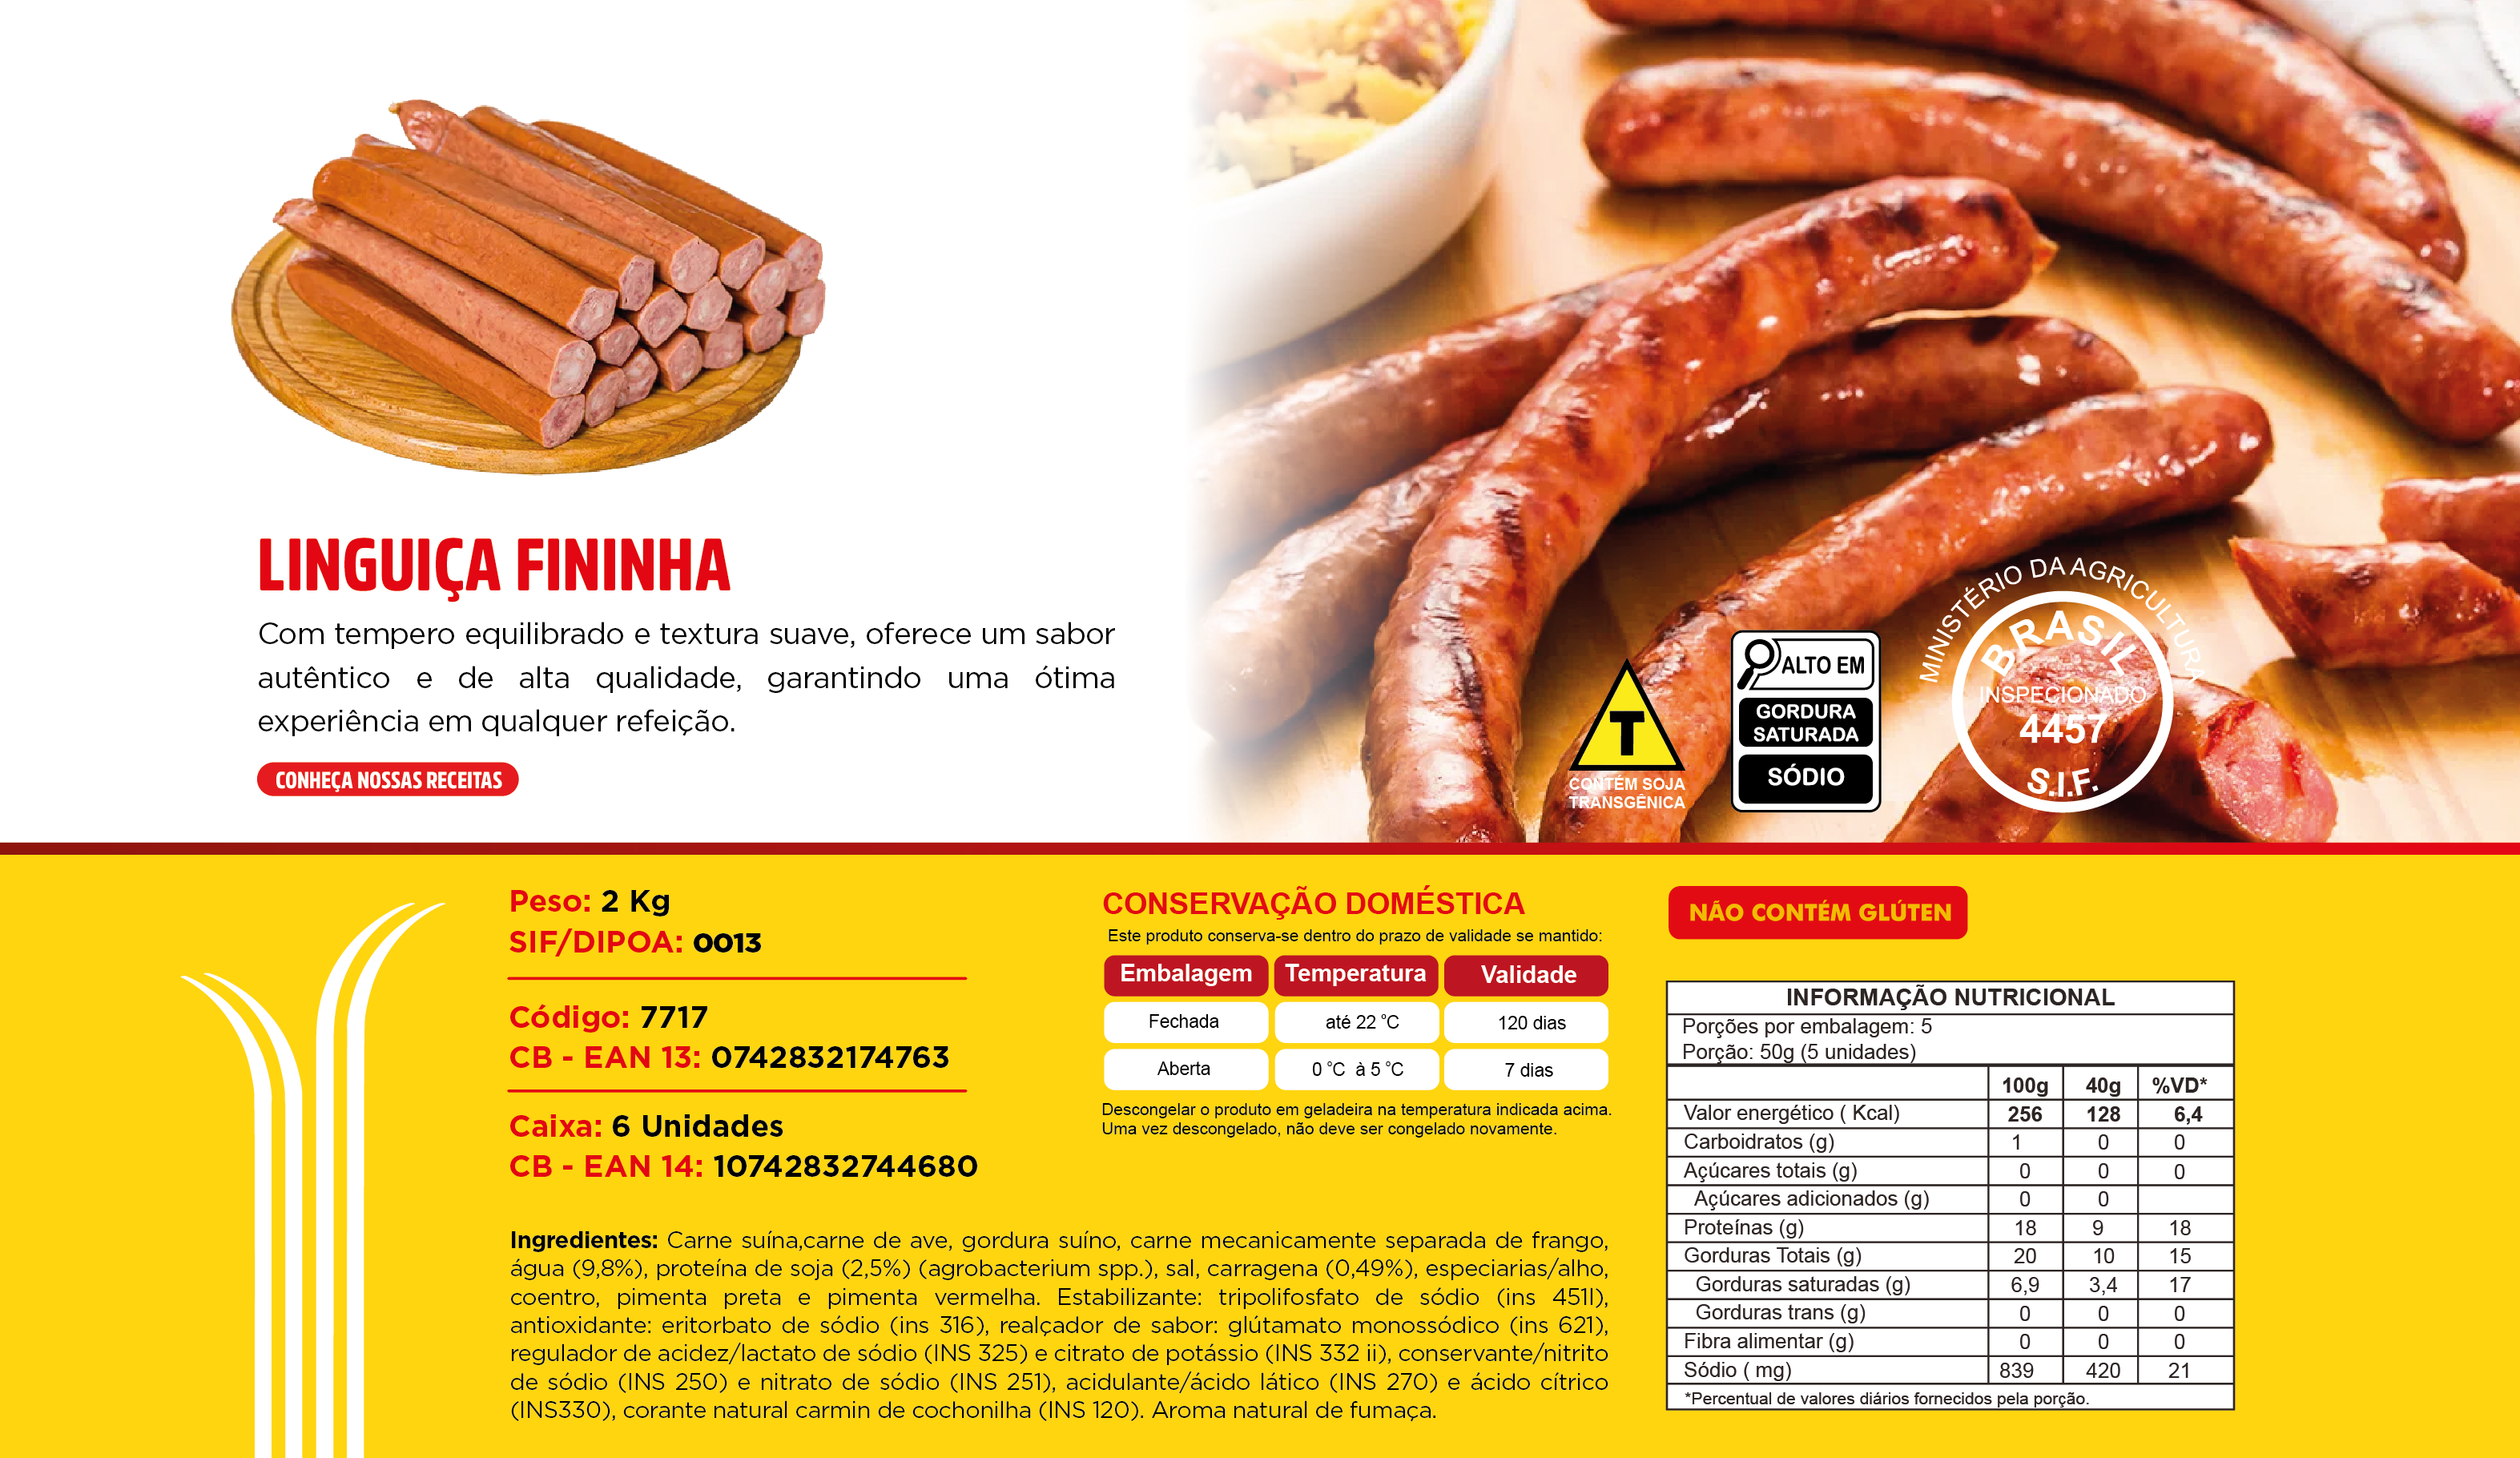 LINGUIÇA FININHA
Com tempero equilibrado e textura suave, oferece um sabor
autêntico e de alta qualidade, garantindo uma ótima
experiência em qualquer refeição.
CONHEÇA NOSSAS RECEITAS
T
CONTÉM SOJA
TRANSGÊNICA
ALTO EM
GORDURA
SATURADA
SÓDIO
MINISTÉRIO DA AGRICULTURA
BRASIL
INSPECIONADO
4457
S.I.F.
Peso: 2 Kg
SIF/DIPOA: 0013
Código: 7717
CB - EAN 13: 0742832174763
Caixa: 6 Unidades
CB - EAN 14: 10742832744680
CONSERVAÇÃO DOMÉSTICA
Este produto conserva-se dentro do prazo de validade se mantido:
Embalagem Temperatura Validade
Fechada até 22 °C 120 dias
Aberta 0 °C à 5 °C 7 dias
Descongelar o produto em geladeira na temperatura indicada acima.
Uma vez descongelado, não deve ser congelado novamente.
Ingredientes: Carne suína,carne de ave, gordura suíno, carne mecanicamente separada de frango,
água (9,8%), proteína de soja (2,5%) (agrobacterium spp.), sal, carragena (0,49%), especiarias/alho,
coentro, pimenta preta e pimenta vermelha. Estabilizante: tripolifosfato de sódio (ins 451l),
antioxidante: eritorbato de sódio (ins 316), realçador de sabor: glútamato monossódico (ins 621),
regulador de acidez/lactato de sódio (INS 325) e citrato de potássio (INS 332 ii), conservante/nitrito
de sódio (INS 250) e nitrato de sódio (INS 251), acidulante/ácido lático (INS 270) e ácido cítrico
(INS330), corante natural carmin de cochonilha (INS 120). Aroma natural de fumaça.
NÃO CONTÉM GLÚTEN
INFORMAÇÃO NUTRICIONAL
Porções por embalagem: 5
Porção: 50g (5 unidades)
100g 40g %VD*
Valor energético ( Kcal) 256 128 6,4
Carboidratos (g) 1 0 0
Açúcares totais (g) 0 0 0
Açúcares adicionados (g) 0 0
Proteínas (g) 18 9 18
Gorduras Totais (g) 20 10 15
Gorduras saturadas (g) 6,9 3,4 17
Gorduras trans (g) 0 0 0
Fibra alimentar (g) 0 0 0
Sódio ( mg) 839 420 21
*Percentual de valores diários fornecidos pela porção.